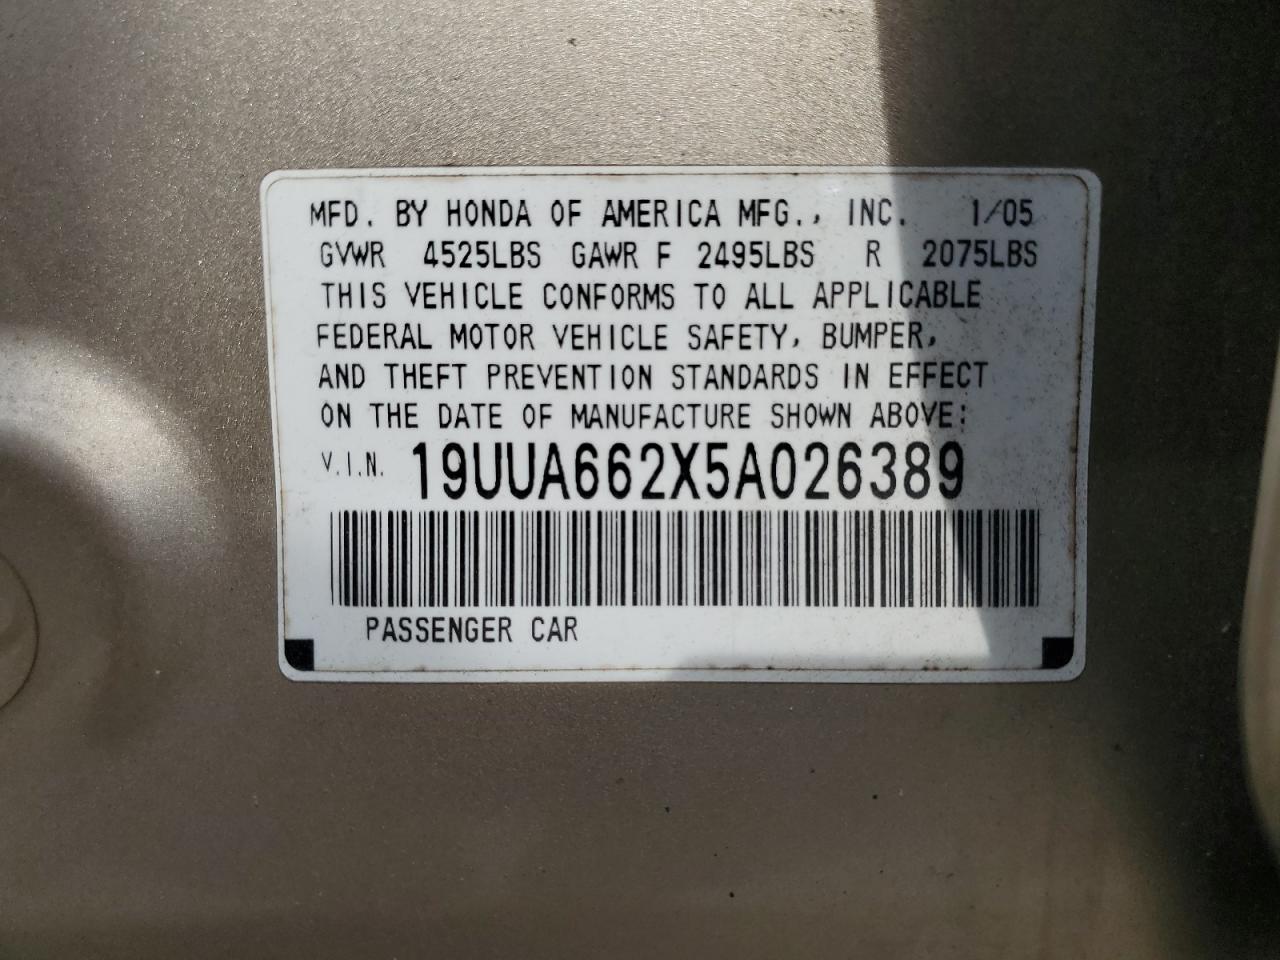 MFD. BY HONDA OF AMERICA MFG., INC. 1/05
GVWR 4525LBS GAWR F 2495LBS R 2075LBS
THIS VEHICLE CONFORMS TO ALL APPLICABLE
FEDERAL MOTOR VEHICLE SAFETY, BUMPER,
AND THEFT PREVENTION STANDARDS IN EFFECT
ON THE DATE OF MANUFACTURE SHOWN ABOVE:
V.I.N. 19UUA662X5A026389
PASSENGER CAR